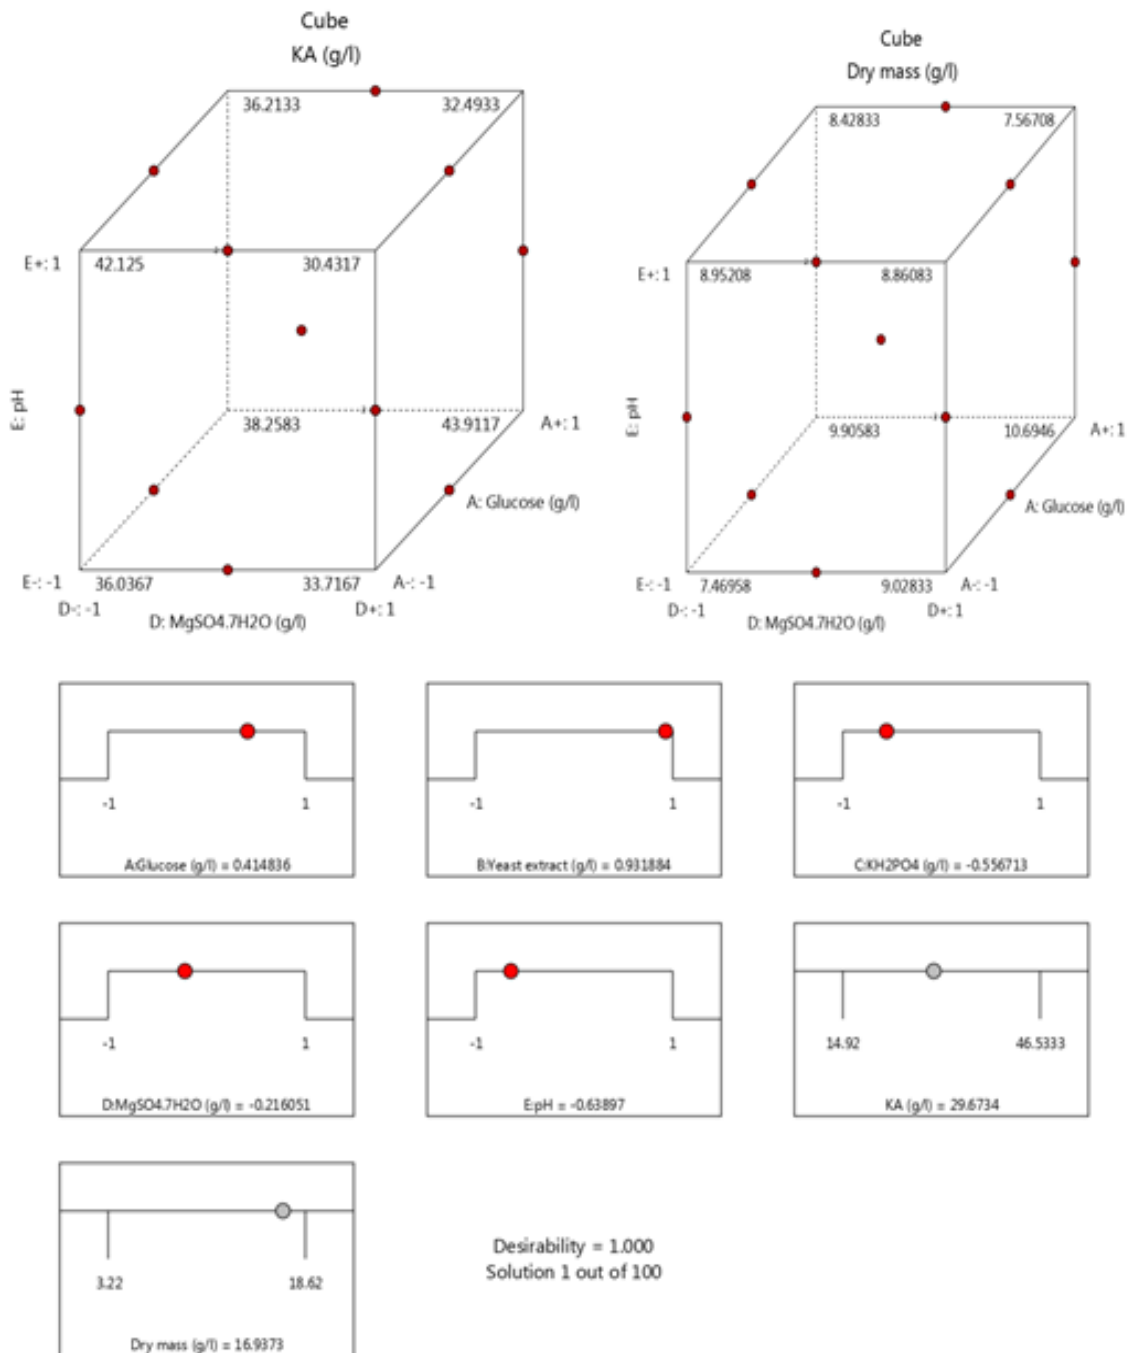 Cube
KA (g/l)
36.2133
32.4933
E+: 1
42.125
30.4317
E: pH
38.2583
43.9117
A+: 1
A: Glucose (g/l)
E-: -1
36.0367
33.7167
A-: -1
D-: -1
D+: 1
D: MgSO4.7H2O (g/l)
Cube
Dry mass (g/l)
8.42833
7.56708
E+: 1
8.95208
8.86083
E: pH
9.90583
10.6946
A+: 1
A: Glucose (g/l)
E-: -1
7.46958
9.02833
A-: -1
D-: -1
D+: 1
D: MgSO4.7H2O (g/l)
-1 1
A:Glucose (g/l) = 0.414836
-1 1
B:Yeast extract (g/l) = 0.931884
-1 1
C:KH2PO4 (g/l) = -0.556713
-1 1
D:MgSO4.7H2O (g/l) = -0.216051
-1 1
E:pH = -0.63897
14.92 46.5333
KA (g/l) = 29.6734
3.22 18.62
Dry mass (g/l) = 16.9373
Desirability = 1.000
Solution 1 out of 100